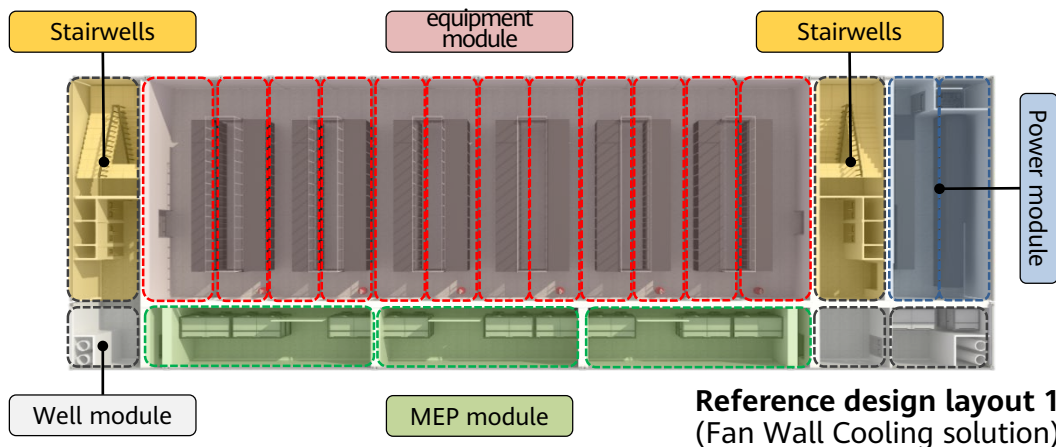 Stairwells
equipment
module
Stairwells
Power module
Well module
MEP module
Reference design layout 1
(Fan Wall Cooling solution)